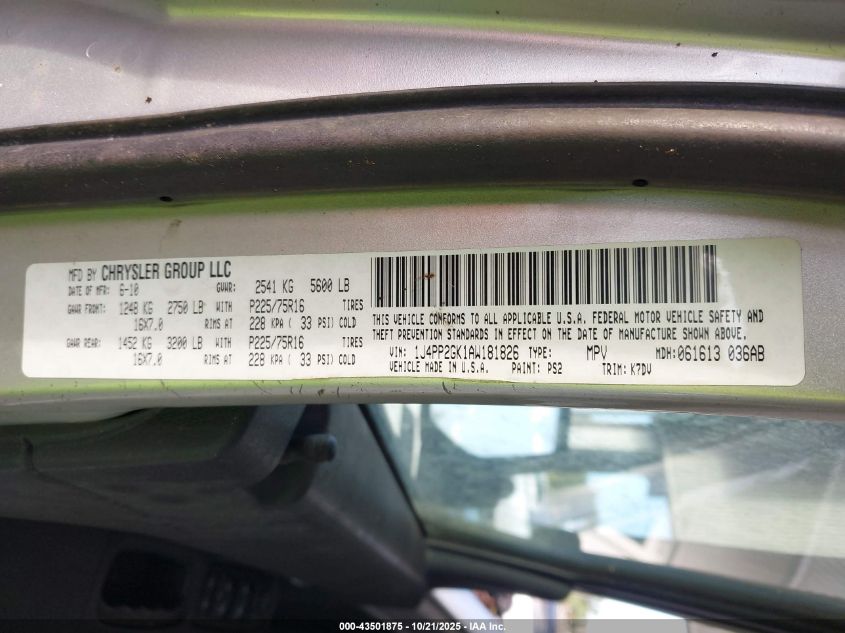 MFD BY CHRYSLER GROUP LLC
DATE OF MFR: 6-10 GVWR: 2541 KG 5600 LB
GAWR FRONT: 1248 KG 2750 LB WITH P225/75R16 TIRES
16X7.0 RIMS AT 228 KPA ( 33 PSI) COLD
GAWR REAR: 1452 KG 3200 LB WITH P225/75R16 TIRES
16X7.0 RIMS AT 228 KPA ( 33 PSI) COLD
THIS VEHICLE CONFORMS TO ALL APPLICABLE U.S.A. FEDERAL MOTOR VEHICLE SAFETY AND
THEFT PREVENTION STANDARDS IN EFFECT ON THE DATE OF MANUFACTURE SHOWN ABOVE.
VIN: 1J4PP2GK1AW181826 TYPE: MPV MDH: 061613 036AB
VEHICLE MADE IN U.S.A. PAINT: PS2 TRIM: K7DV
000-43501875 - 10/21/2025 - IAA Inc.